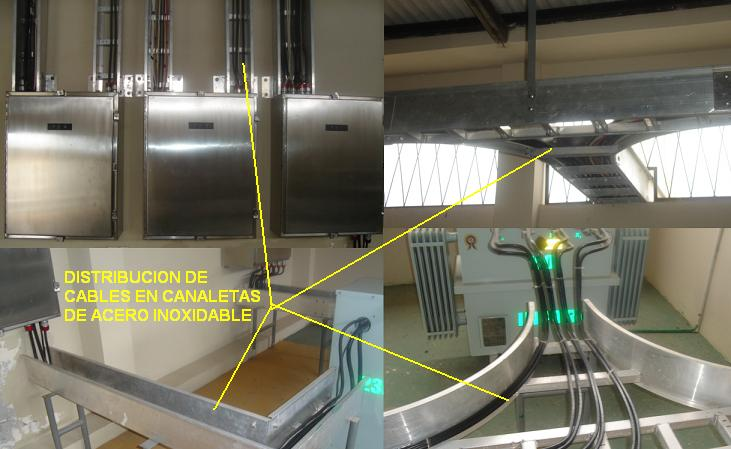 DISTRIBUCION DE
CABLES EN CANALETAS
DE ACERO INOXIDABLE